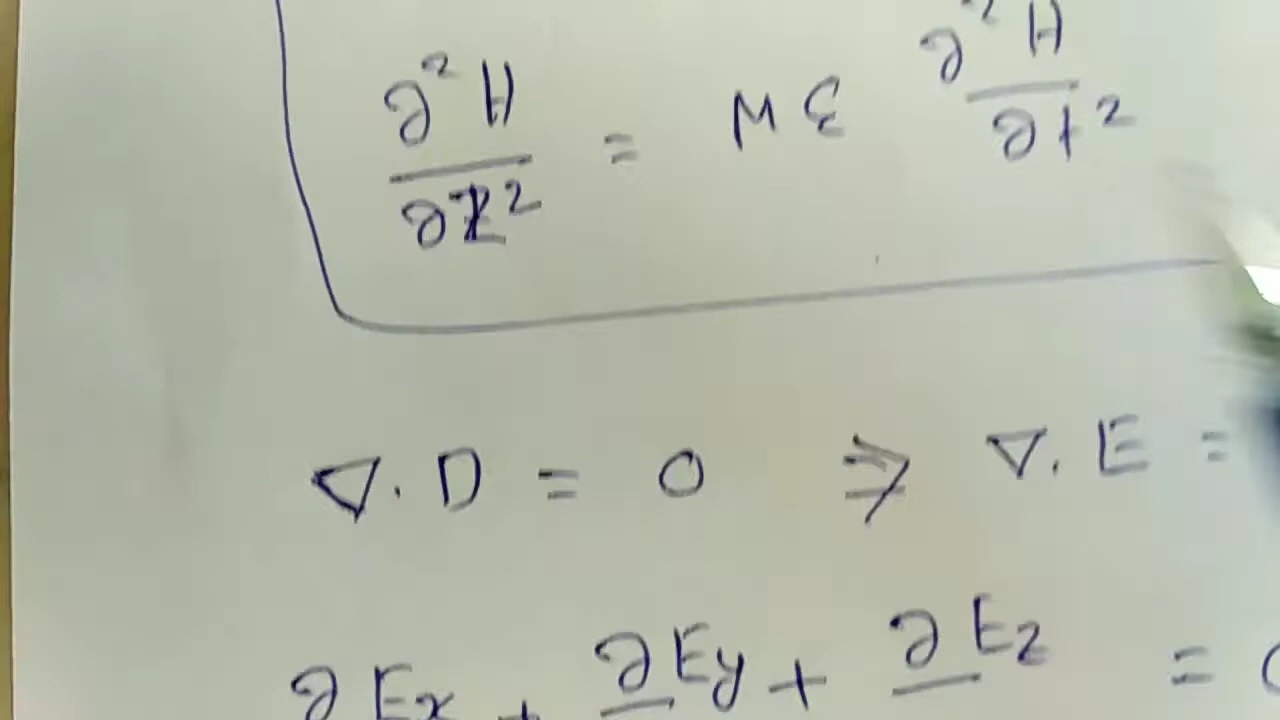 ∂²H/∂z² = με ∂²H/∂t²
∇. D = 0 ⇒ ∇. E =
∂Ex + ∂Ey + ∂Ez = 0